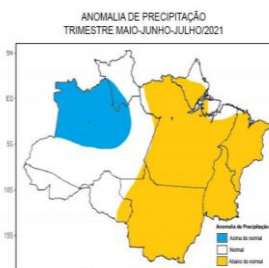 ANOMALIA DE PRECIPITAÇÃO
TRIMESTRE MAIO-JUNHO-JULHO/2021
5N
EQ
5S
10S
15S
Anomalia de Precipitação
Acima do normal
Normal
Abaixo do normal